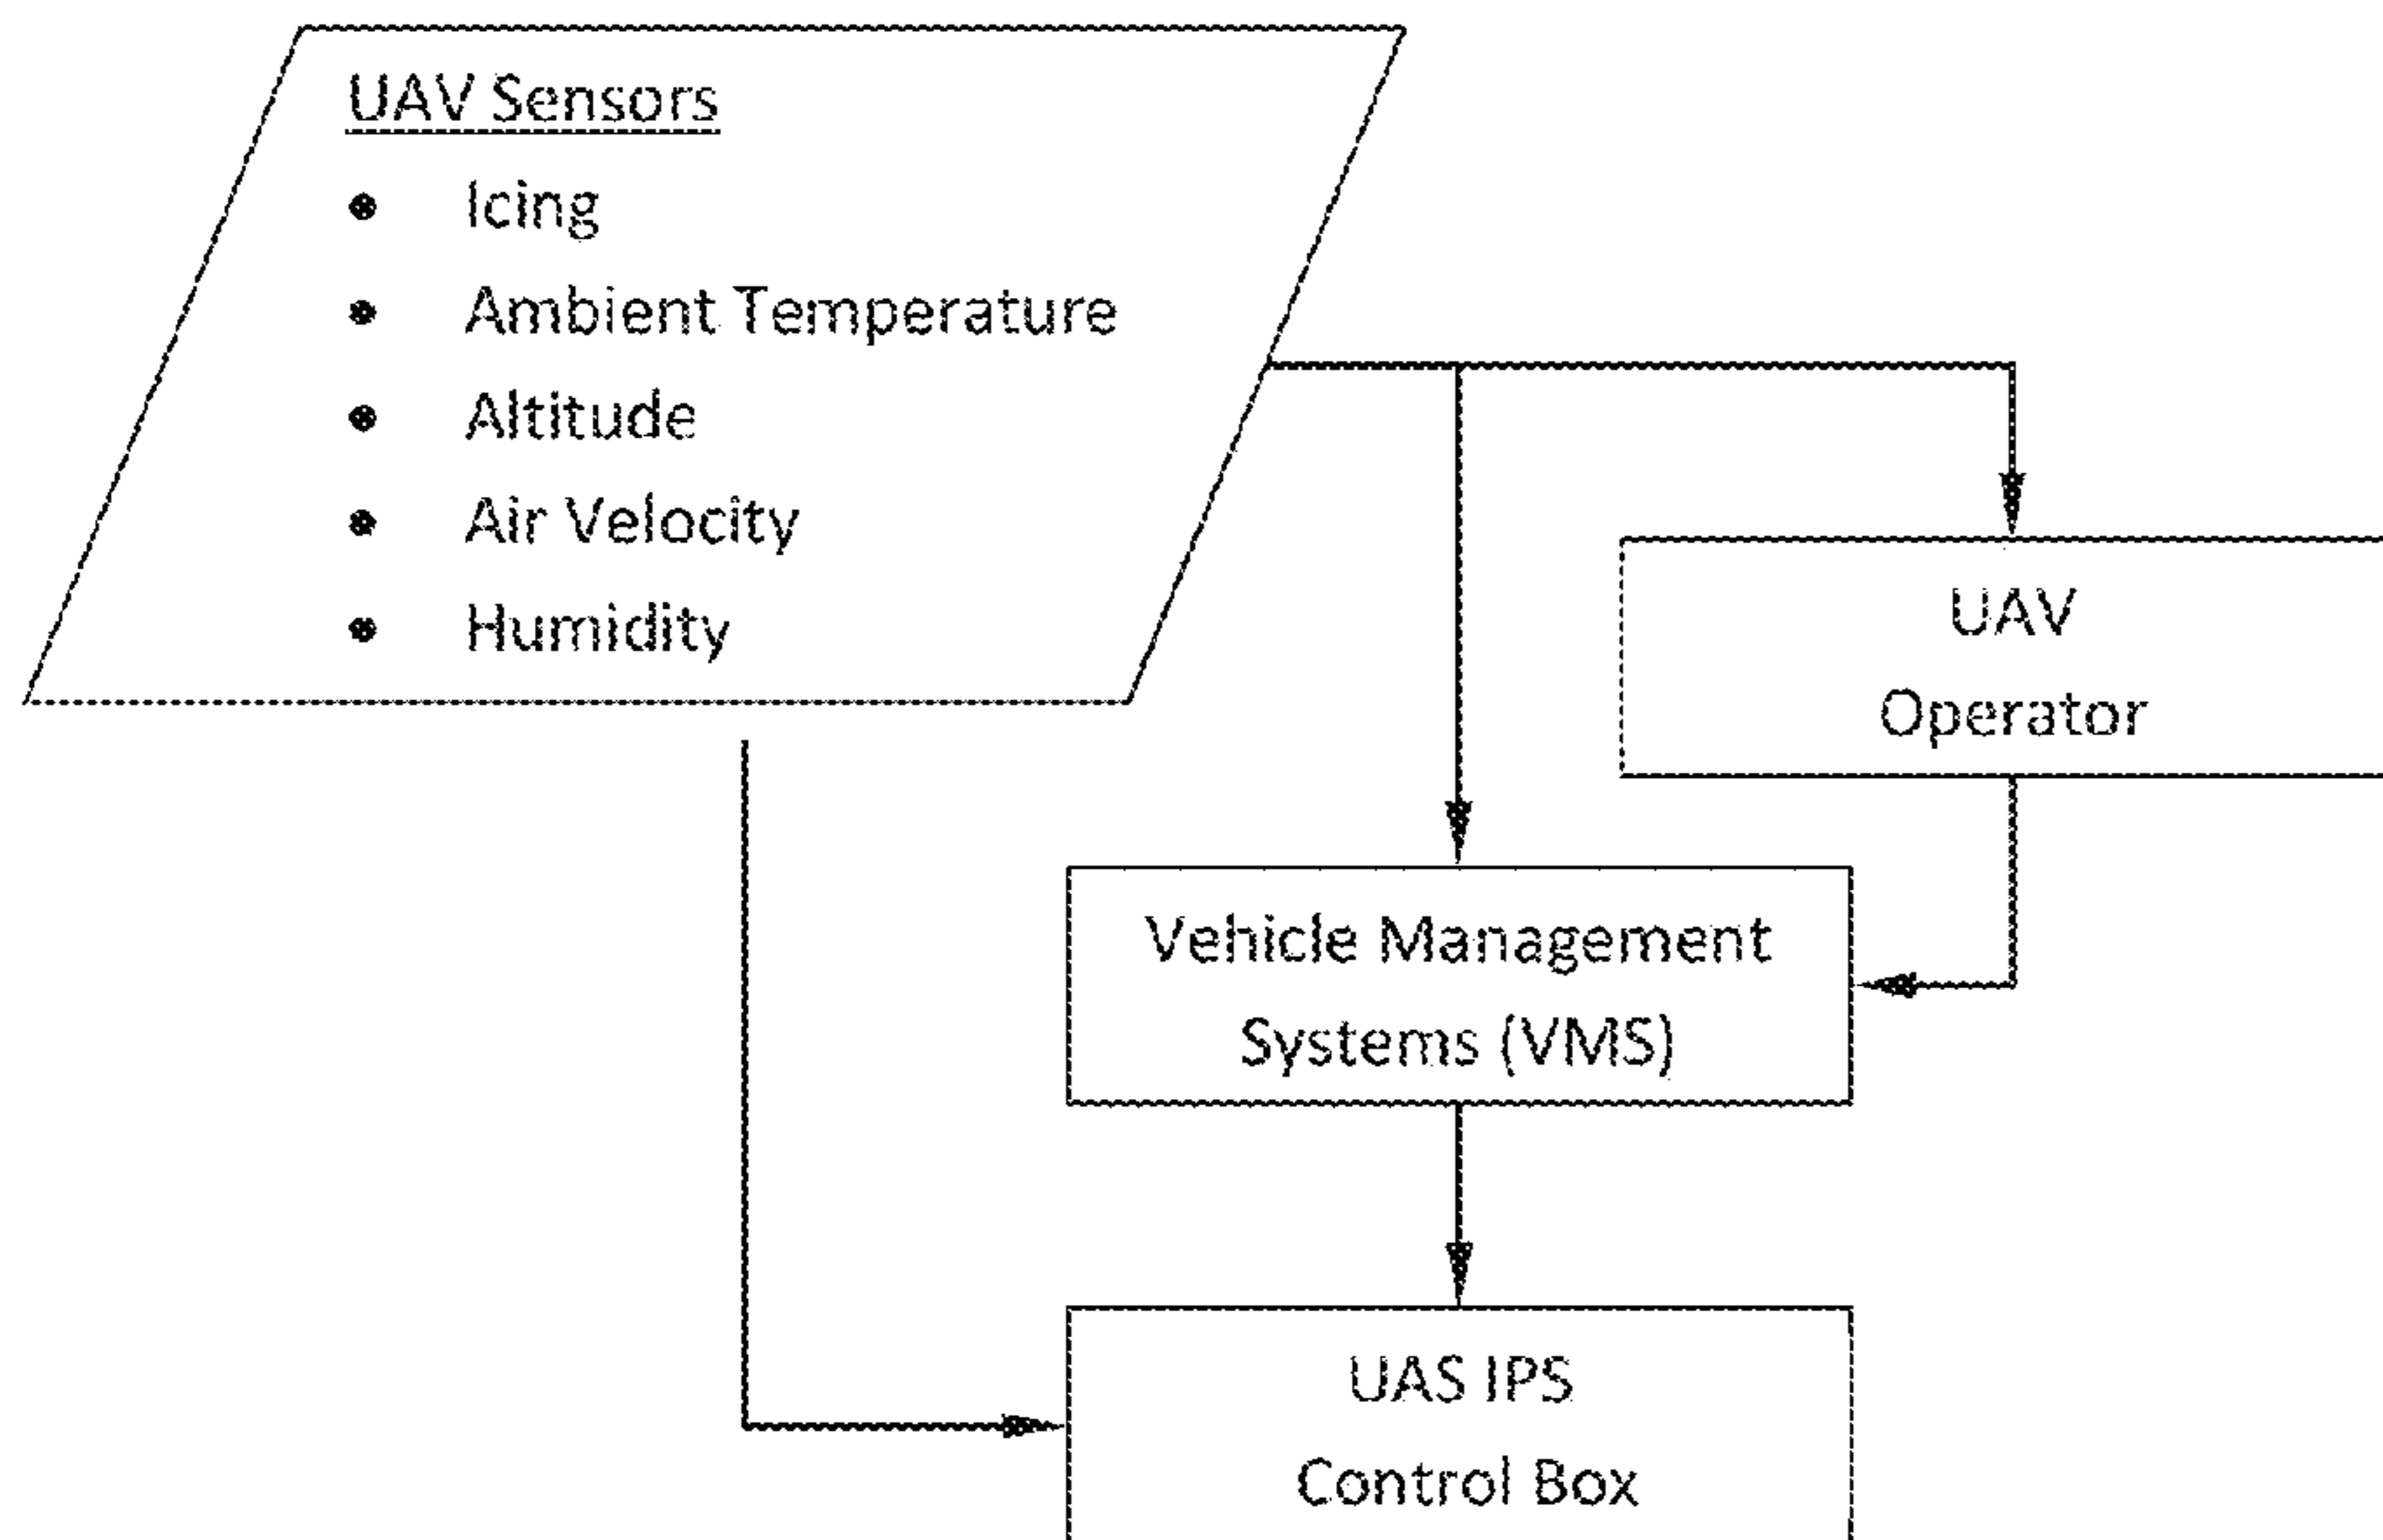 UAV Sensors
• Icing
• Ambient Temperature
• Altitude
• Air Velocity
• Humidity
UAV
Operator
Vehicle Management
Systems (VMS)
UAS IPS
Control Box